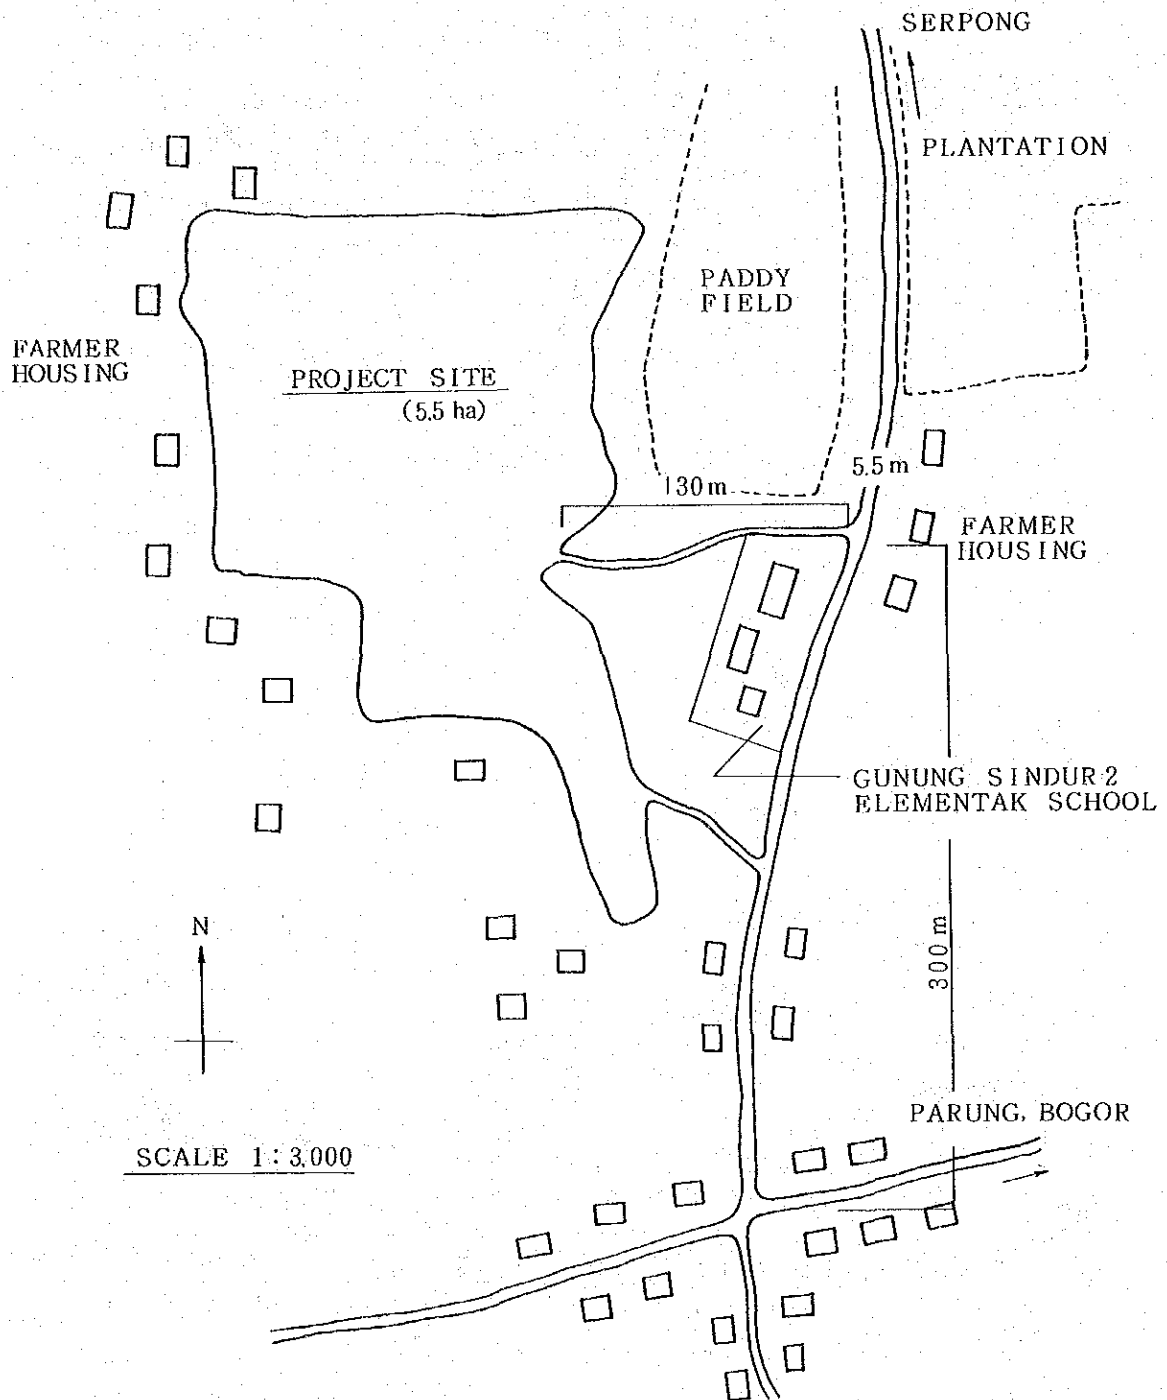 SERPONG
PLANTATION
PADDY
FIELD
FARMER
HOUSING
PROJECT SITE
(5.5 ha)
5.5 m
130 m
FARMER
HOUSING
GUNUNG SINDUR 2
ELEMENTAK SCHOOL
N
300 m
PARUNG, BOGOR
SCALE 1 : 3,000